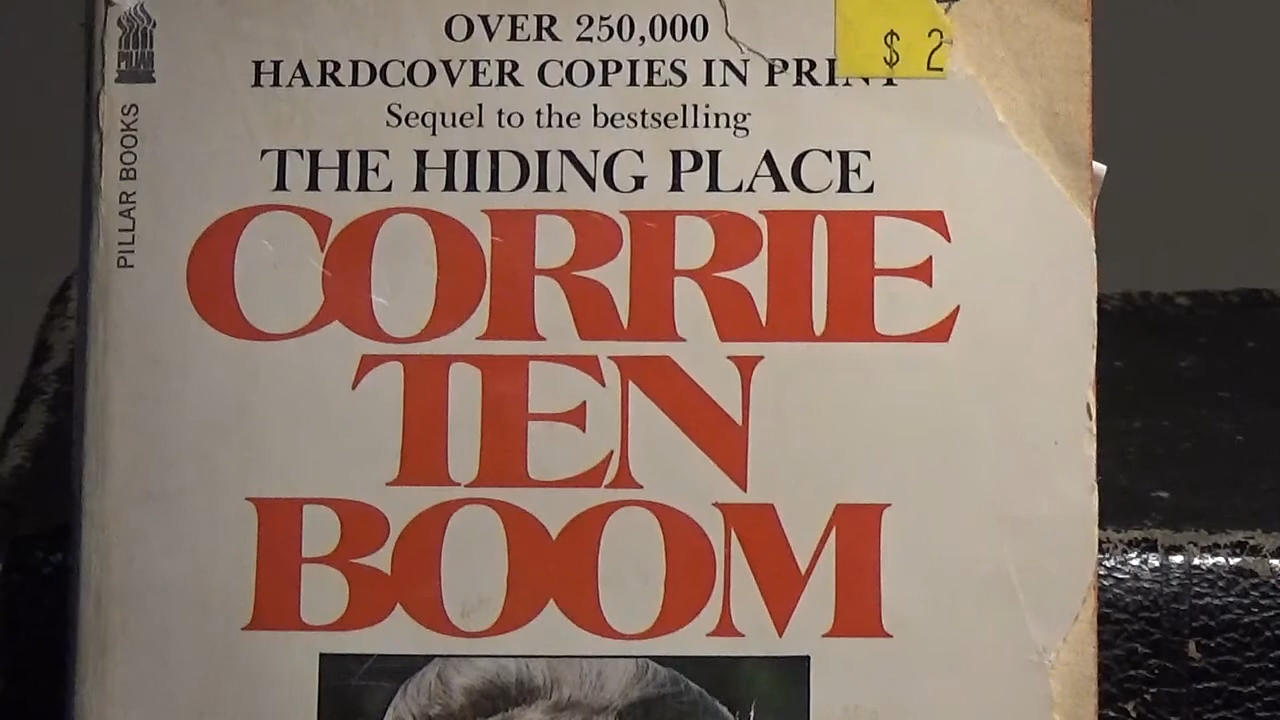 OVER 250,000
$ 2
HARDCOVER COPIES IN PRINT
Sequel to the bestselling
THE HIDING PLACE
CORRIE
TEN
BOOM
PILLAR
PILLAR BOOKS